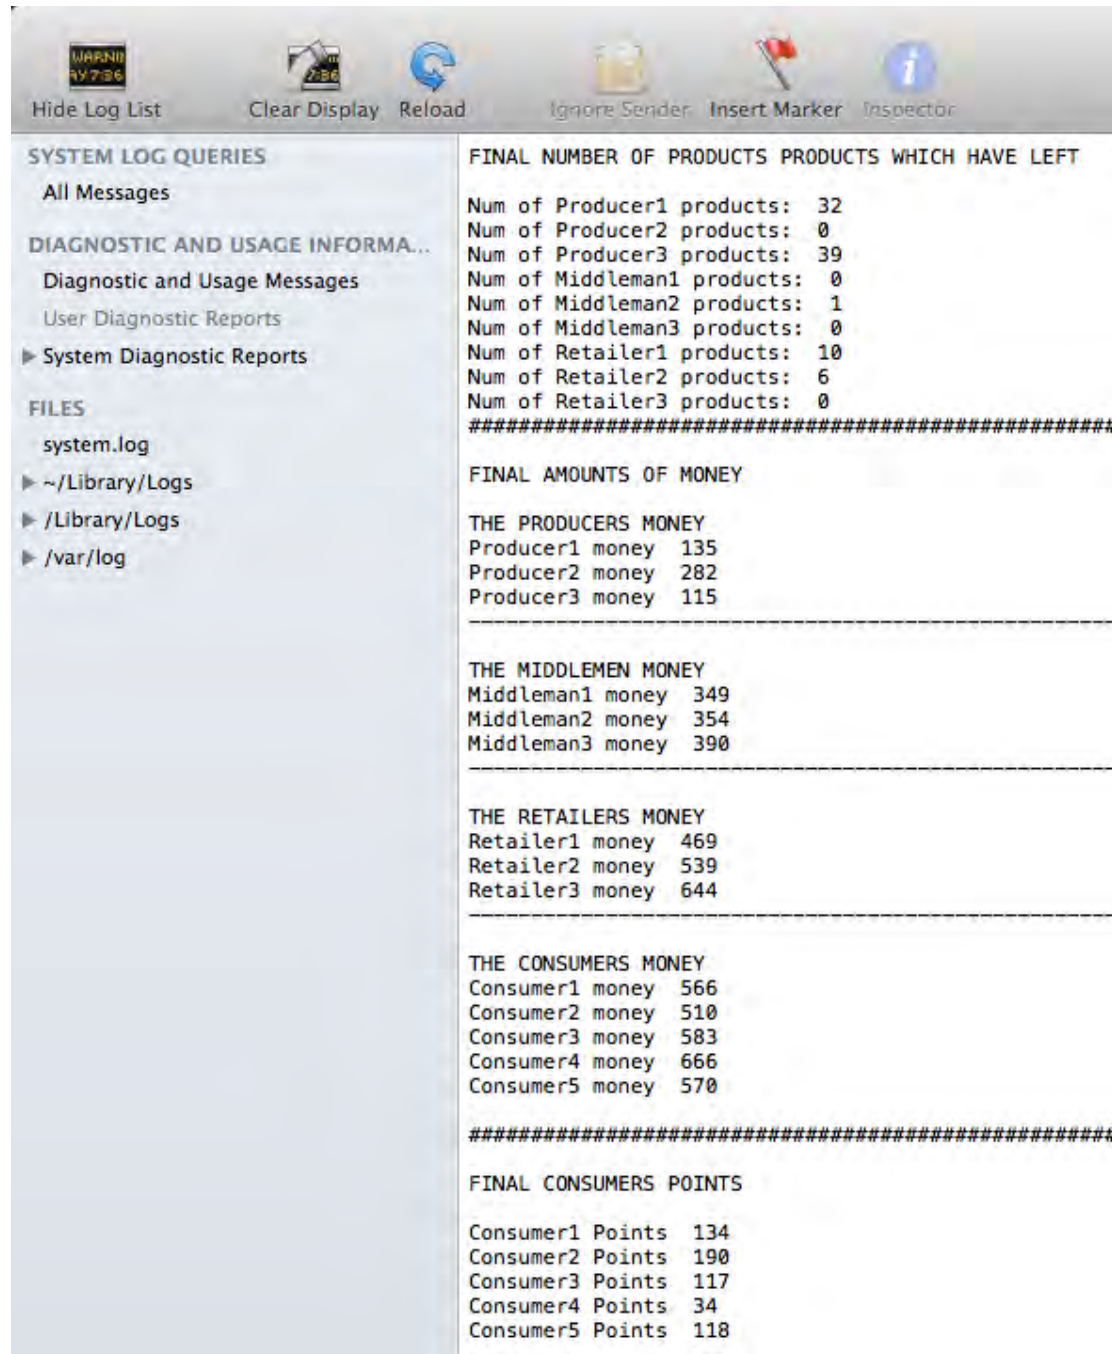 WARNI
AY 7:36
7:36
Hide Log List
Clear Display
Reload
Ignore Sender
Insert Marker
Inspector
SYSTEM LOG QUERIES
All Messages
DIAGNOSTIC AND USAGE INFORMA...
Diagnostic and Usage Messages
User Diagnostic Reports
System Diagnostic Reports
FILES
system.log
~/Library/Logs
/Library/Logs
/var/log
FINAL NUMBER OF PRODUCTS PRODUCTS WHICH HAVE LEFT
Num of Producer1 products: 32
Num of Producer2 products: 0
Num of Producer3 products: 39
Num of Middleman1 products: 0
Num of Middleman2 products: 1
Num of Middleman3 products: 0
Num of Retailer1 products: 10
Num of Retailer2 products: 6
Num of Retailer3 products: 0
####################################################
FINAL AMOUNTS OF MONEY
THE PRODUCERS MONEY
Producer1 money 135
Producer2 money 282
Producer3 money 115
----------------------------------------------------
THE MIDDLEMEN MONEY
Middleman1 money 349
Middleman2 money 354
Middleman3 money 390
----------------------------------------------------
THE RETAILERS MONEY
Retailer1 money 469
Retailer2 money 539
Retailer3 money 644
----------------------------------------------------
THE CONSUMERS MONEY
Consumer1 money 566
Consumer2 money 510
Consumer3 money 583
Consumer4 money 666
Consumer5 money 570
####################################################
FINAL CONSUMERS POINTS
Consumer1 Points 134
Consumer2 Points 190
Consumer3 Points 117
Consumer4 Points 34
Consumer5 Points 118